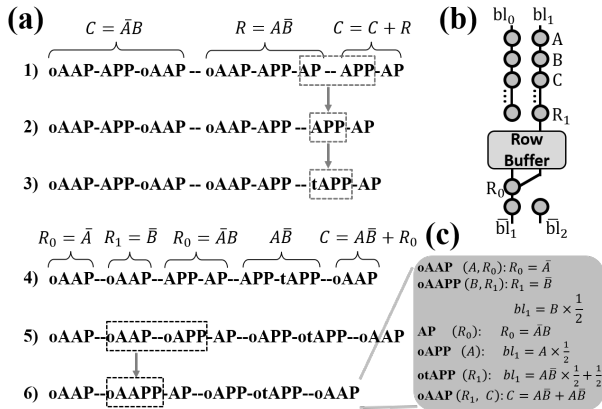 (a)
C = ĀB R = AB̄ C = C + R
1) oAAP-APP-oAAP -- oAAP-APP-AP -- APP-AP
2) oAAP-APP-oAAP -- oAAP-APP -- APP-AP
3) oAAP-APP-oAAP -- oAAP-APP -- tAPP-AP
R₀ = Ā R₁ = B̄ R₀ = ĀB AB̄ C = AB̄ + R₀
4) oAAP--oAAP--APP-AP--APP-tAPP--oAAP
5) oAAP--oAAP--oAPP-AP--oAPP-otAPP--oAAP
6) oAAP--oAAPP-AP--oAPP-otAPP--oAAP
(b)
bl₀ bl₁
A
B
C
R₁
Row
Buffer
R₀
b̄l₁ b̄l₂
(c)
oAAP (A, R₀): R₀ = Ā
oAAPP (B, R₁): R₁ = B̄
bl₁ = B × 1/2
AP (R₀): R₀ = ĀB
oAPP (A): bl₁ = A × 1/2
otAPP (R₁): bl₁ = AB̄ × 1/2 + 1/2
oAAP (R₁, C): C = AB̄ + AB̄